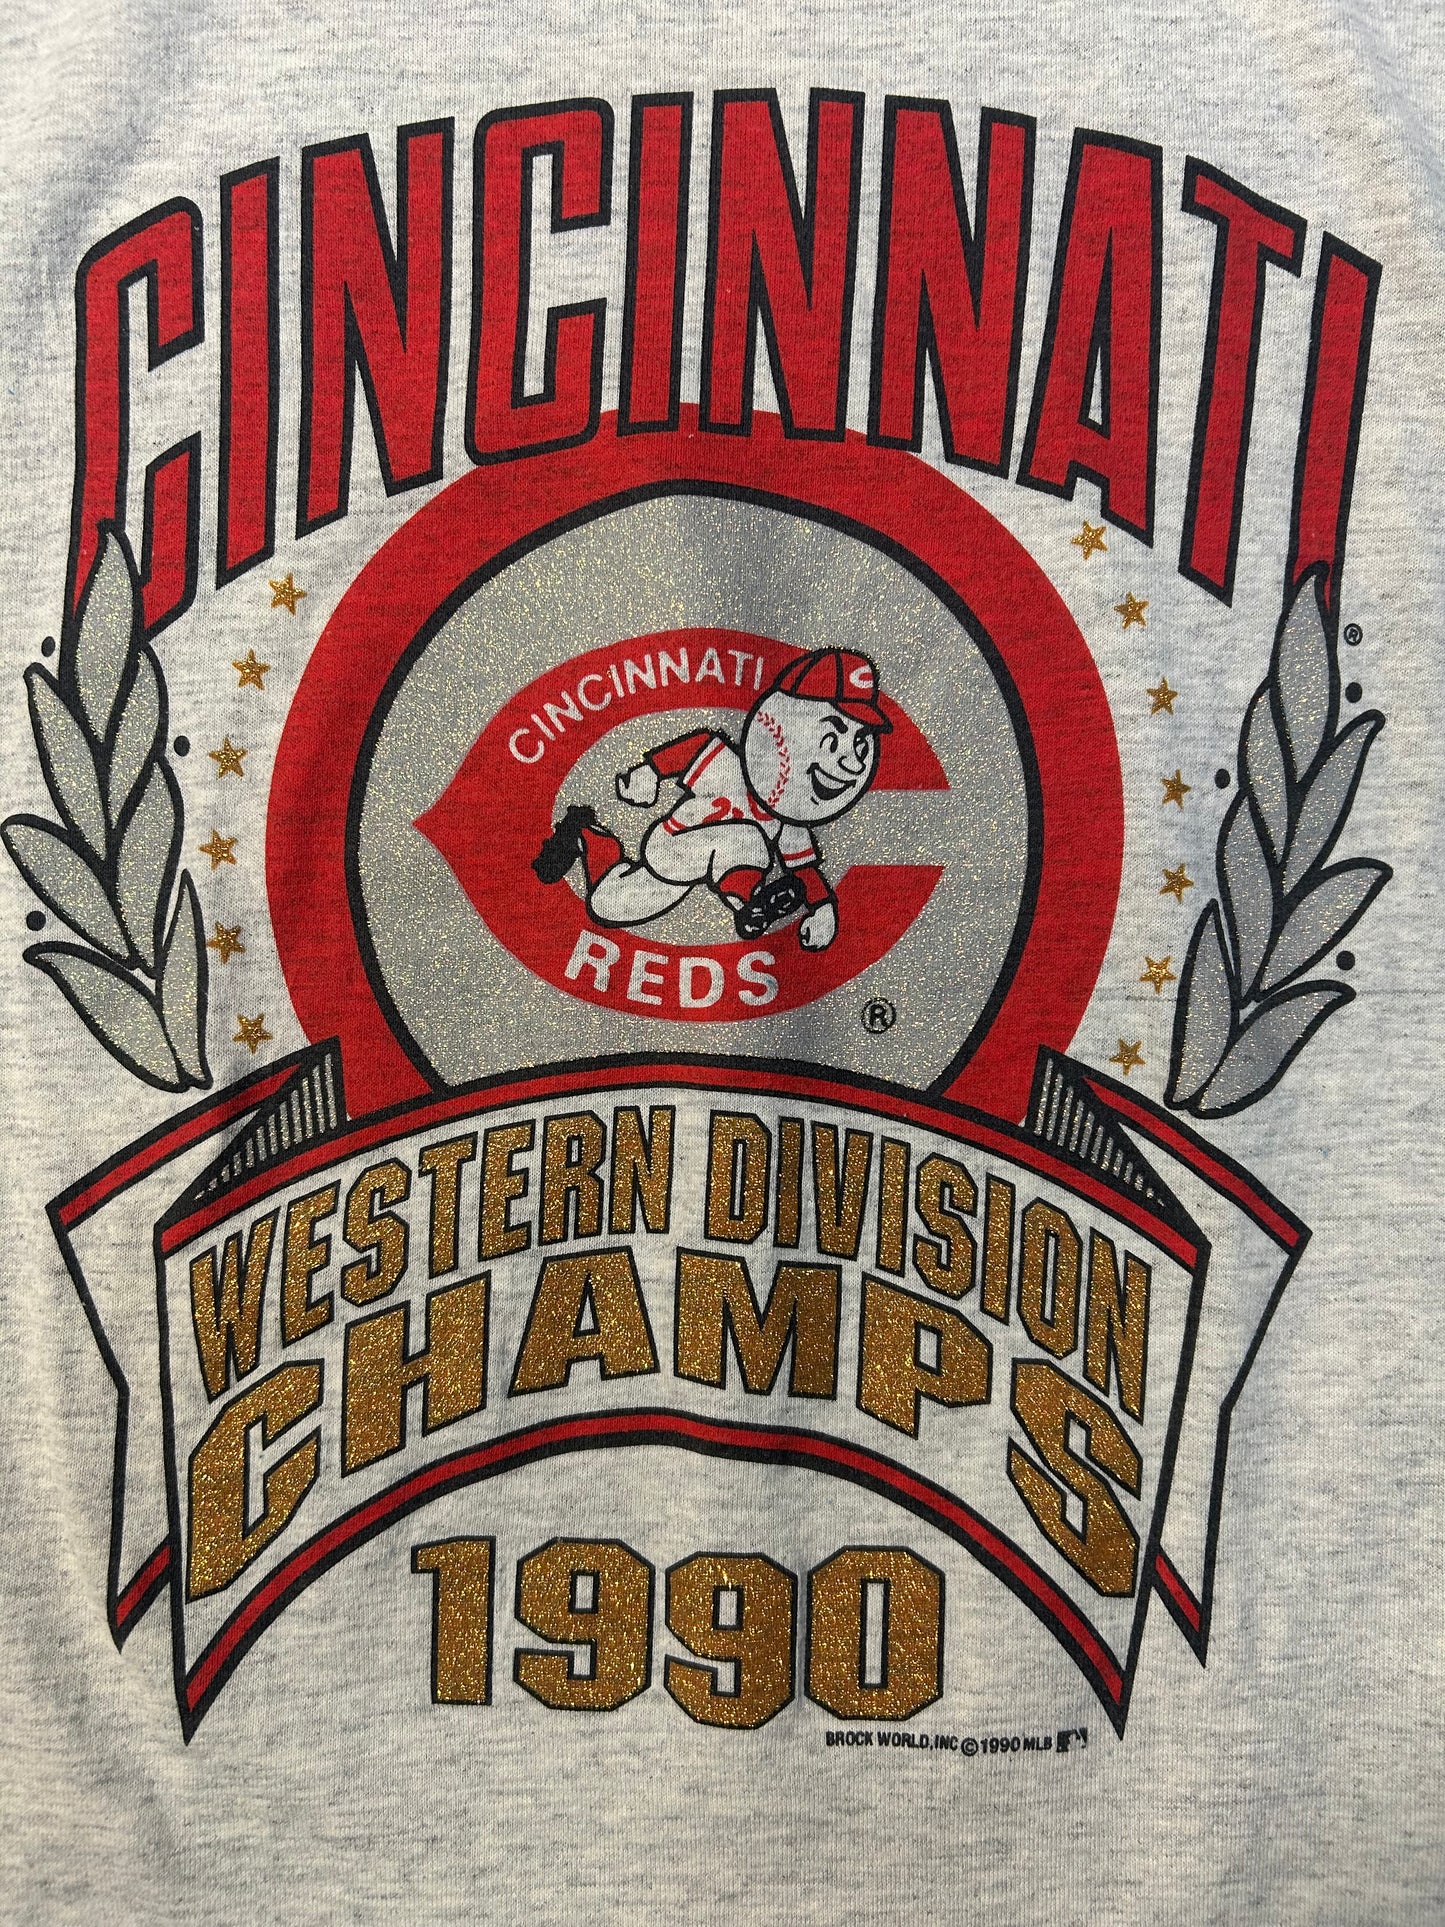 CINCINNATI
®
CINCINNATI
REDS
®
WESTERN DIVISION
CHAMPS
1990
BROCK WORLD, INC © 1990 MLB